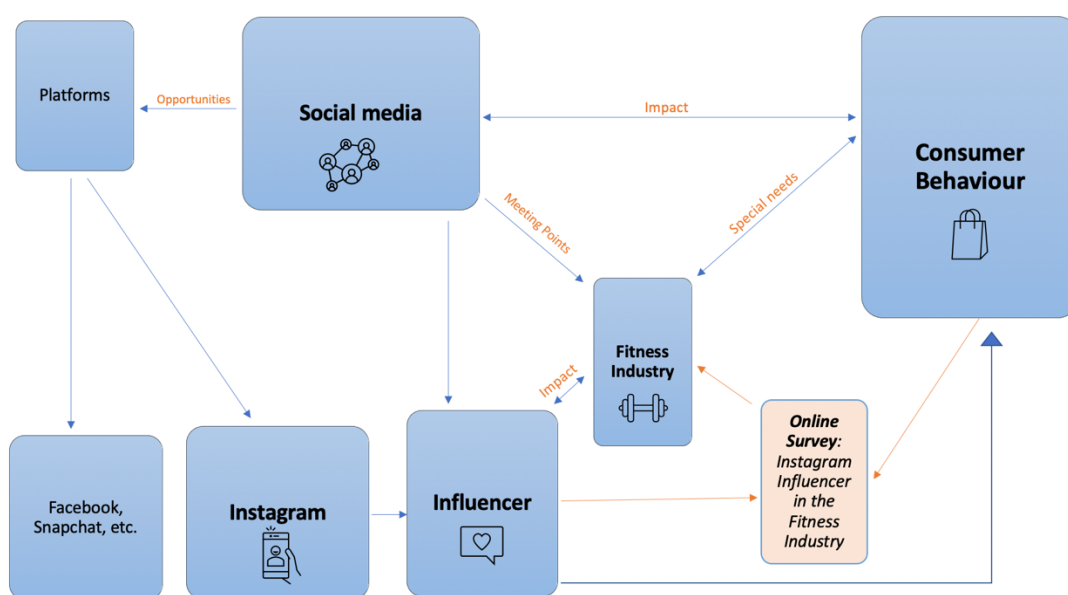 Platforms
Opportunities
Social media
Impact
Consumer
Behaviour
Meeting Points
Special needs
Fitness
Industry
Impact
Online
Survey:
Instagram
Influencer
in the
Fitness
Industry
Facebook,
Snapchat, etc.
Instagram
Influencer